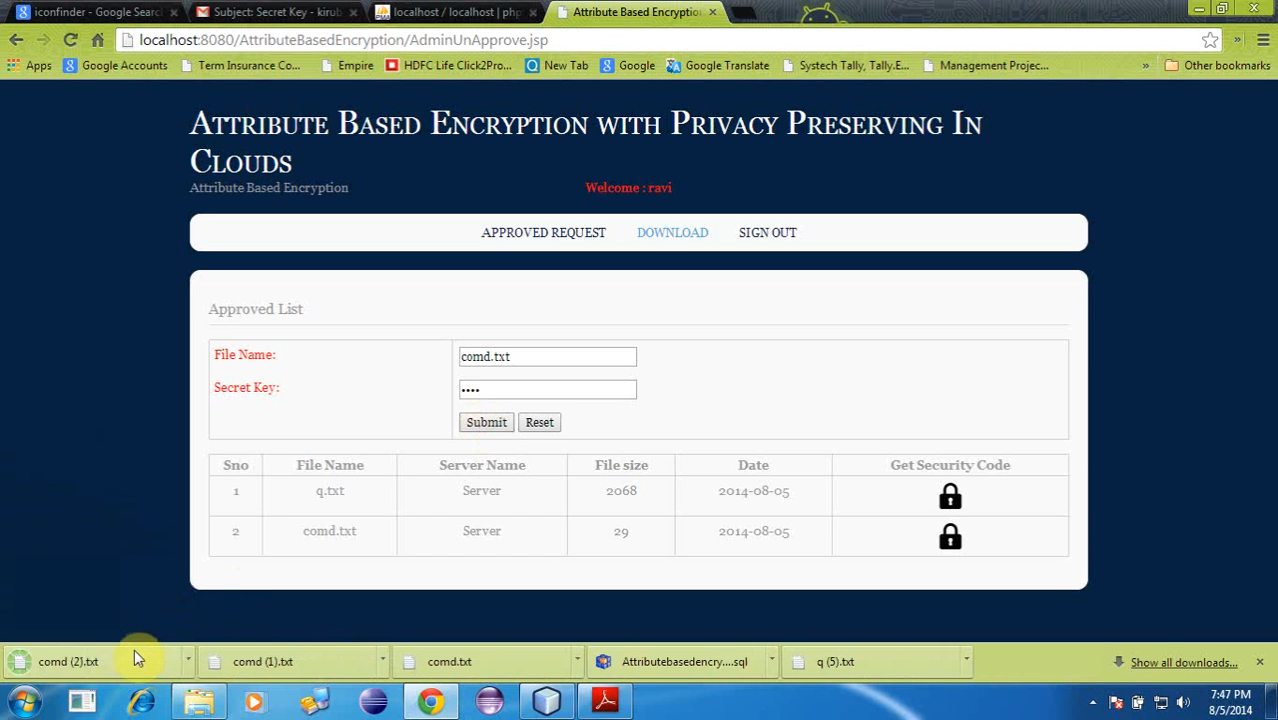 iconfinder - Google Searc
Subject: Secret Key - kirub
localhost / localhost | php
Attribute Based Encryption
localhost:8080/AttributeBasedEncryption/AdminUnApprove.jsp
Apps
Google Accounts
Term Insurance Co...
Empire
HDFC Life Click2Pro...
New Tab
Google
Google Translate
Systech Tally, Tally.E...
Management Projec...
»
Other bookmarks
ATTRIBUTE BASED ENCRYPTION WITH PRIVACY PRESERVING IN
CLOUDS
Attribute Based Encryption
Welcome : ravi
APPROVED REQUEST DOWNLOAD SIGN OUT
Approved List
File Name: comd.txt
Secret Key: ••••
Submit Reset
Sno File Name Server Name File size Date Get Security Code
1 q.txt Server 2068 2014-08-05
2 comd.txt Server 29 2014-08-05
comd (2).txt
comd (1).txt
comd.txt
Attributebasedencry....sql
q (5).txt
Show all downloads...
7:47 PM
8/5/2014